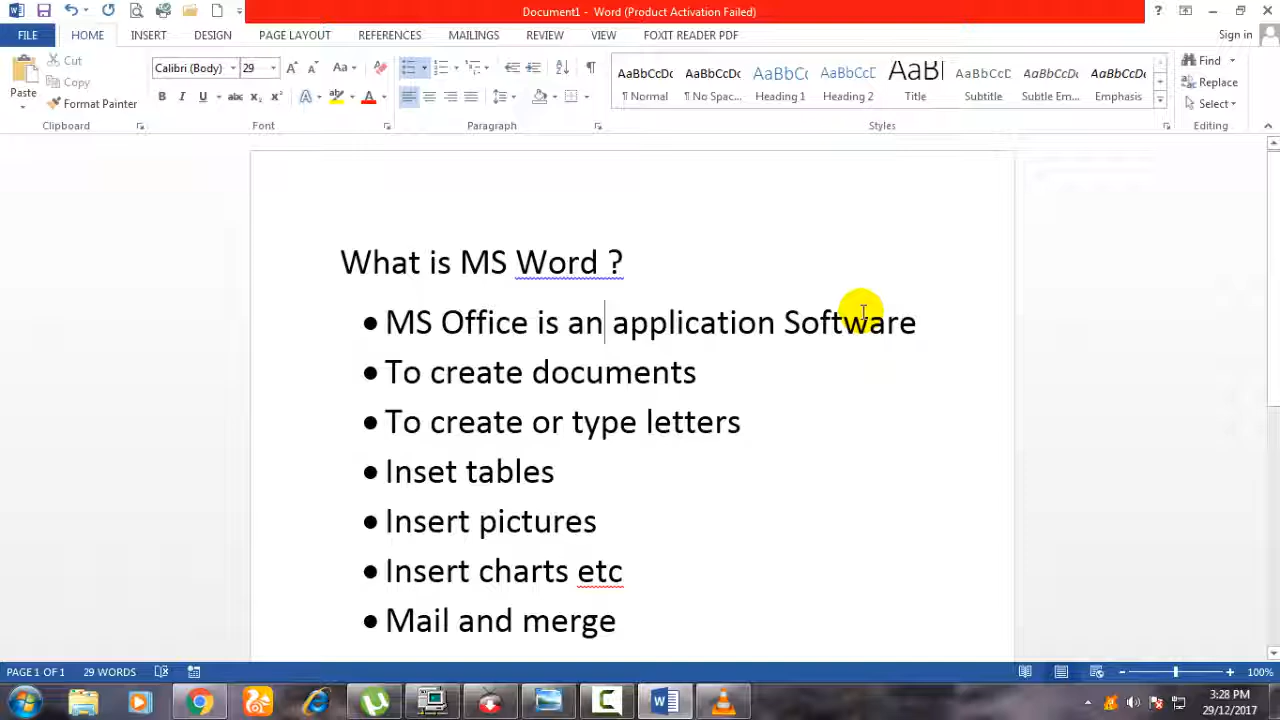 Document1 - Word (Product Activation Failed)
FILE HOME INSERT DESIGN PAGE LAYOUT REFERENCES MAILINGS REVIEW VIEW FOXIT READER PDF Sign in
Paste Cut Copy Format Painter
Calibri (Body) 29
AaBbCcDc AaBbCcDc AaBbCc AaBbCc AaBl AaBbCcDc AaBbCcDc AaBbCcDc
¶ Normal ¶ No Spac... Heading 1 Heading 2 Title Subtitle Subtle Em... Emphasis
Find Replace Select
Clipboard Font Paragraph Styles Editing
What is MS Word ?
• MS Office is an application Software
• To create documents
• To create or type letters
• Inset tables
• Insert pictures
• Insert charts etc
• Mail and merge
PAGE 1 OF 1 29 WORDS 100%
3:28 PM
29/12/2017